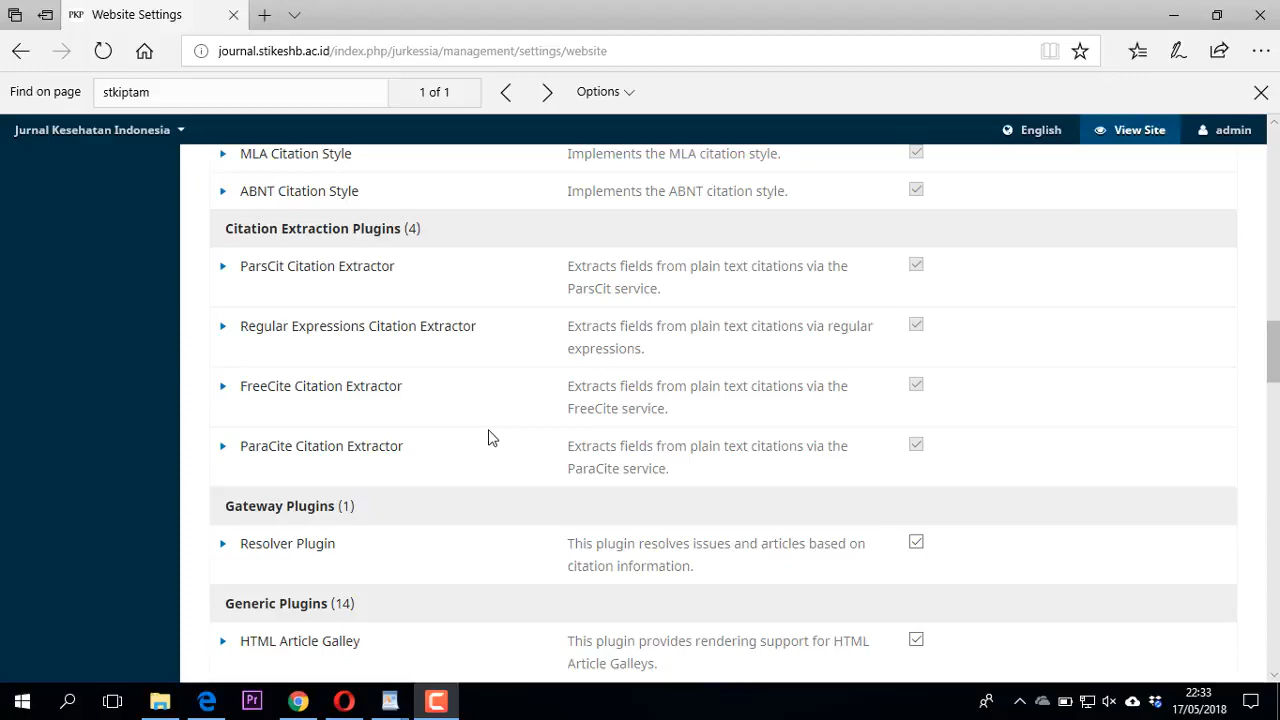 PKP Website Settings
journal.stikeshb.ac.id/index.php/jurkessia/management/settings/website
Find on page stkiptam 1 of 1 Options
Jurnal Kesehatan Indonesia English View Site admin
MLA Citation Style Implements the MLA citation style.
ABNT Citation Style Implements the ABNT citation style.
Citation Extraction Plugins (4)
ParsCit Citation Extractor Extracts fields from plain text citations via the
ParsCit service.
Regular Expressions Citation Extractor Extracts fields from plain text citations via regular
expressions.
FreeCite Citation Extractor Extracts fields from plain text citations via the
FreeCite service.
ParaCite Citation Extractor Extracts fields from plain text citations via the
ParaCite service.
Gateway Plugins (1)
Resolver Plugin This plugin resolves issues and articles based on
citation information.
Generic Plugins (14)
HTML Article Galley This plugin provides rendering support for HTML
Article Galleys.
Pr
22:33
17/05/2018